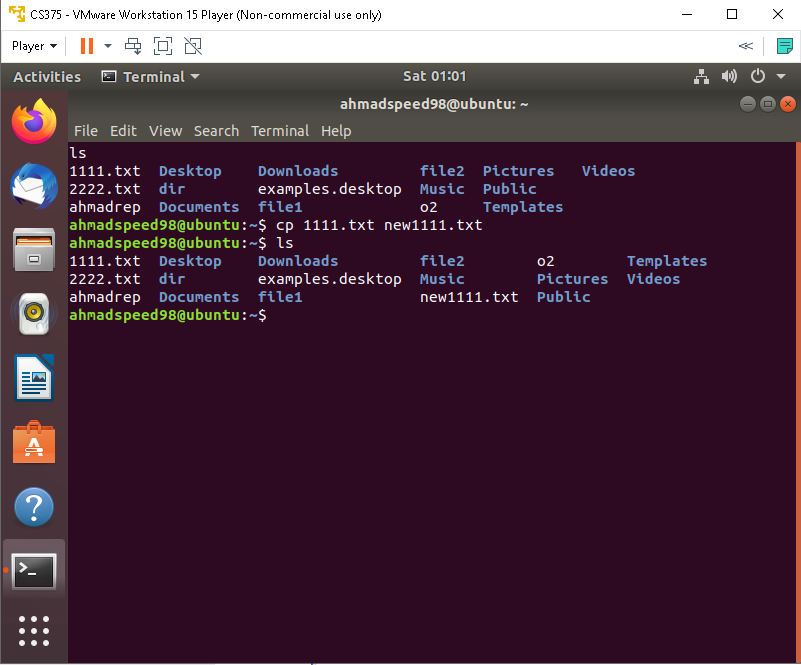 CS375 - VMware Workstation 15 Player (Non-commercial use only)
Player
Activities Terminal Sat 01:01
ahmadspeed98@ubuntu: ~
File Edit View Search Terminal Help
ls
1111.txt Desktop Downloads file2 Pictures Videos
2222.txt dir examples.desktop Music Public
ahmadrep Documents file1 o2 Templates
ahmadspeed98@ubuntu:~$ cp 1111.txt new1111.txt
ahmadspeed98@ubuntu:~$ ls
1111.txt Desktop Downloads file2 o2 Templates
2222.txt dir examples.desktop Music Pictures Videos
ahmadrep Documents file1 new1111.txt Public
ahmadspeed98@ubuntu:~$